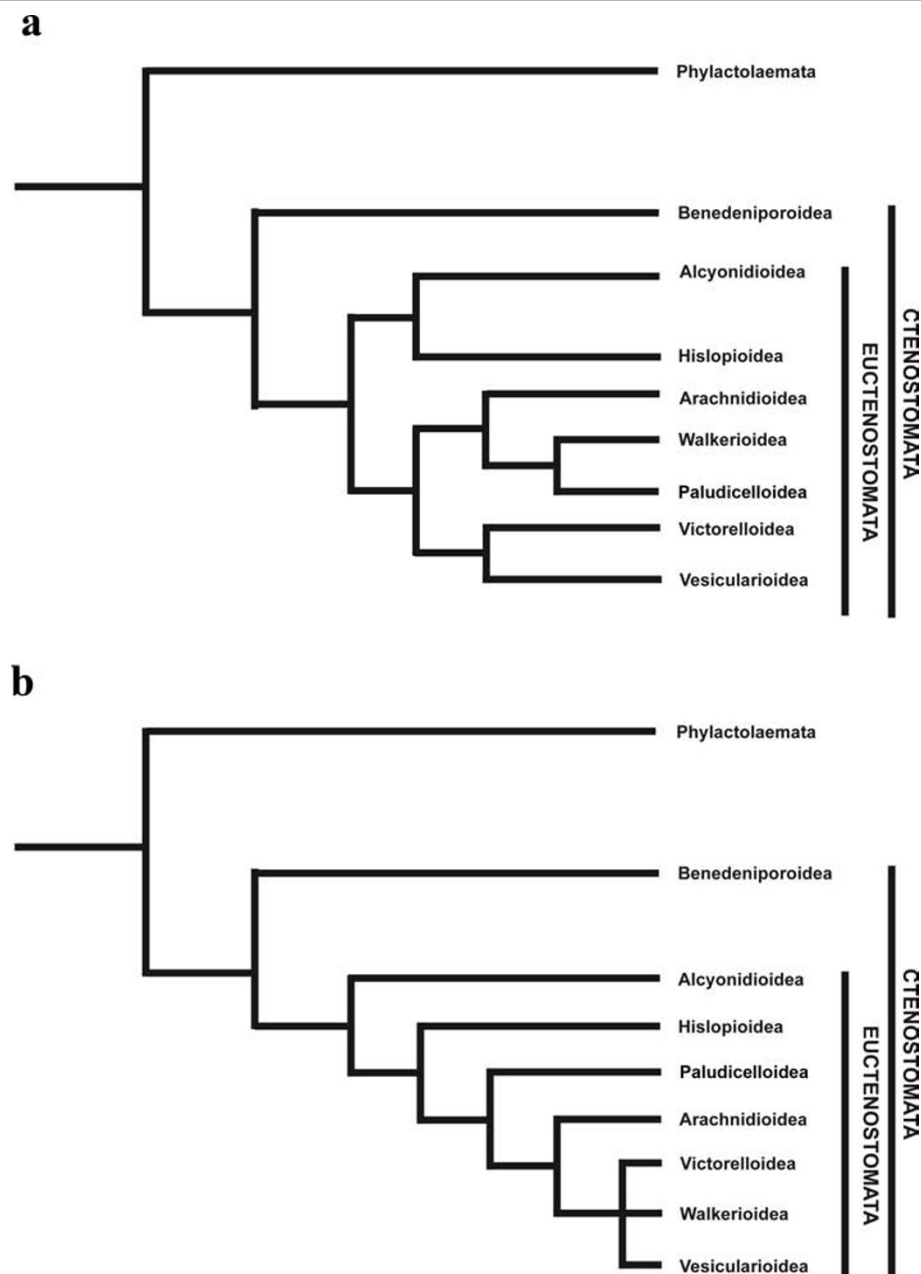 a
Phylactolaemata
Benedeniporoidea
Alcyonidioidea
Hislopioidea
Arachnidioidea
Walkerioidea
Paludicelloidea
Victorelloidea
Vesicularioidea
EUCTENOSTOMATA
CTENOSTOMATA
b
Phylactolaemata
Benedeniporoidea
Alcyonidioidea
Hislopioidea
Paludicelloidea
Arachnidioidea
Victorelloidea
Walkerioidea
Vesicularioidea
EUCTENOSTOMATA
CTENOSTOMATA